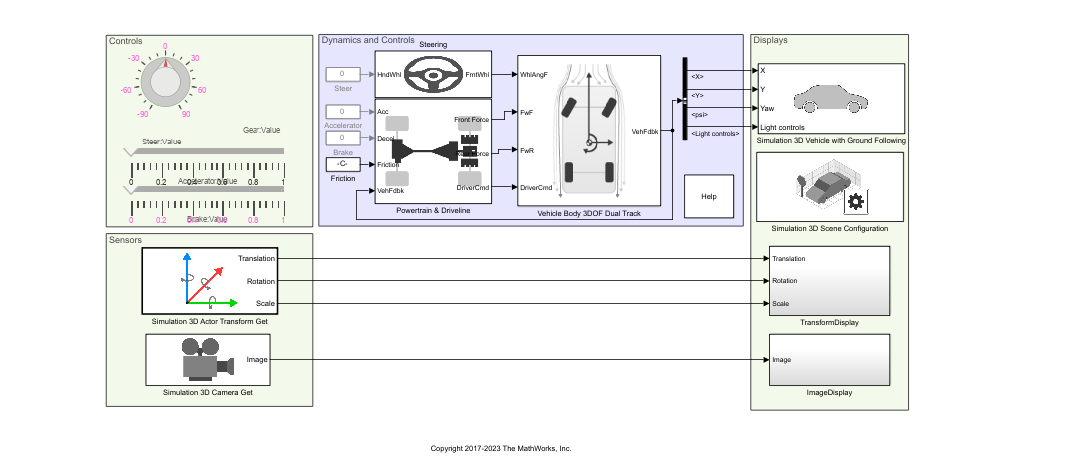 Controls
0
-30
30
-60
60
-90
90
Gear:Value
Steer:Value
0
0.2
0.4
0.6
0.8
1
Accelerator:Value
0
0.2
0.4
0.6
0.8
1
Brake:Value
Dynamics and Controls
Steering
0
Steer
HndWhl
FrntWhl
0
Accelerator
0
Brake
-C-
Friction
Acc
Decel
Friction
VehFdbk
Front Force
Rear Force
DriverCmd
Powertrain & Driveline
WhlAngF
FwF
FwR
DriverCmd
VehFdbk
Vehicle Body 3DOF Dual Track
<X>
<Y>
<psi>
<Light controls>
Help
Displays
X
Y
Yaw
Light controls
Simulation 3D Vehicle with Ground Following
Simulation 3D Scene Configuration
Sensors
Translation
Rotation
Scale
Simulation 3D Actor Transform Get
Image
Simulation 3D Camera Get
Translation
Rotation
Scale
TransformDisplay
Image
ImageDisplay
Copyright 2017-2023 The MathWorks, Inc.